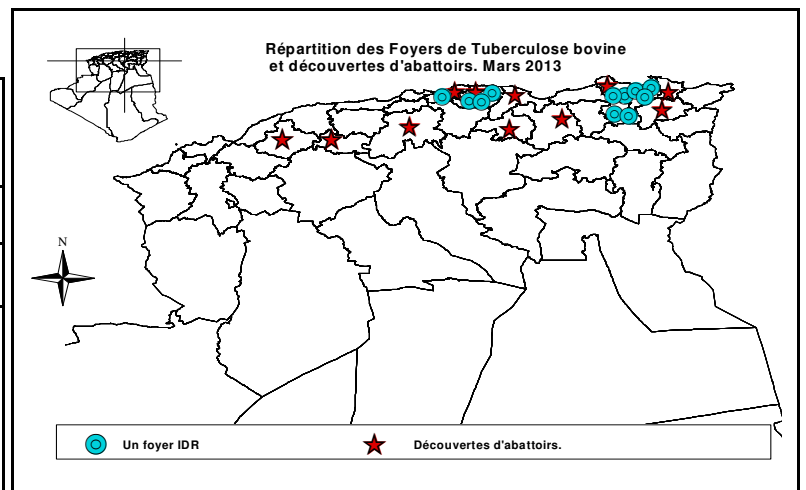 Répartition des Foyers de Tuberculose bovine
et découvertes d'abattoirs. Mars 2013
N
Un foyer IDR
Découvertes d'abattoirs.